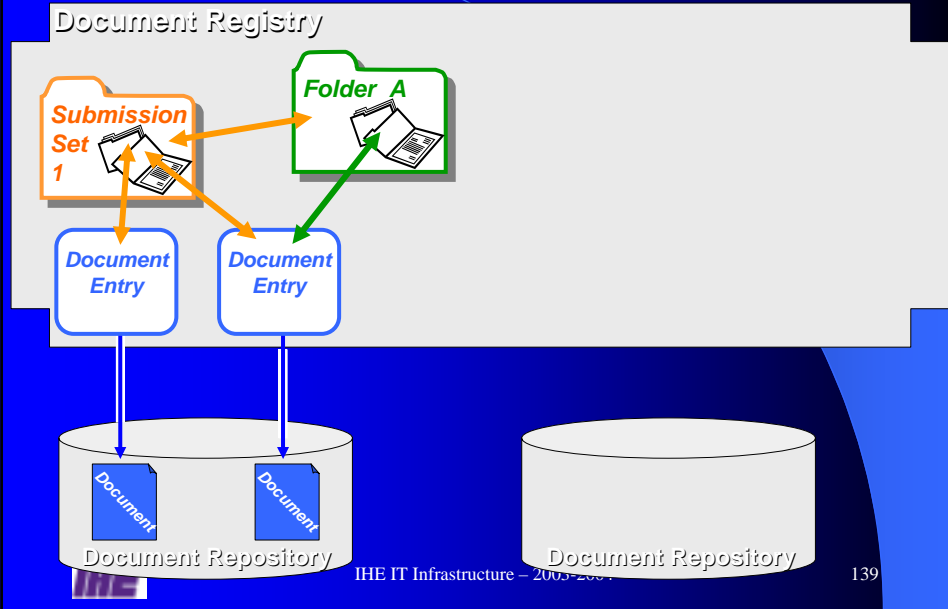 Document Registry
Submission
Set
1
Folder A
Document
Entry
Document
Entry
Document
Document
Document Repository
Document Repository
IHE
IHE IT Infrastructure –
139